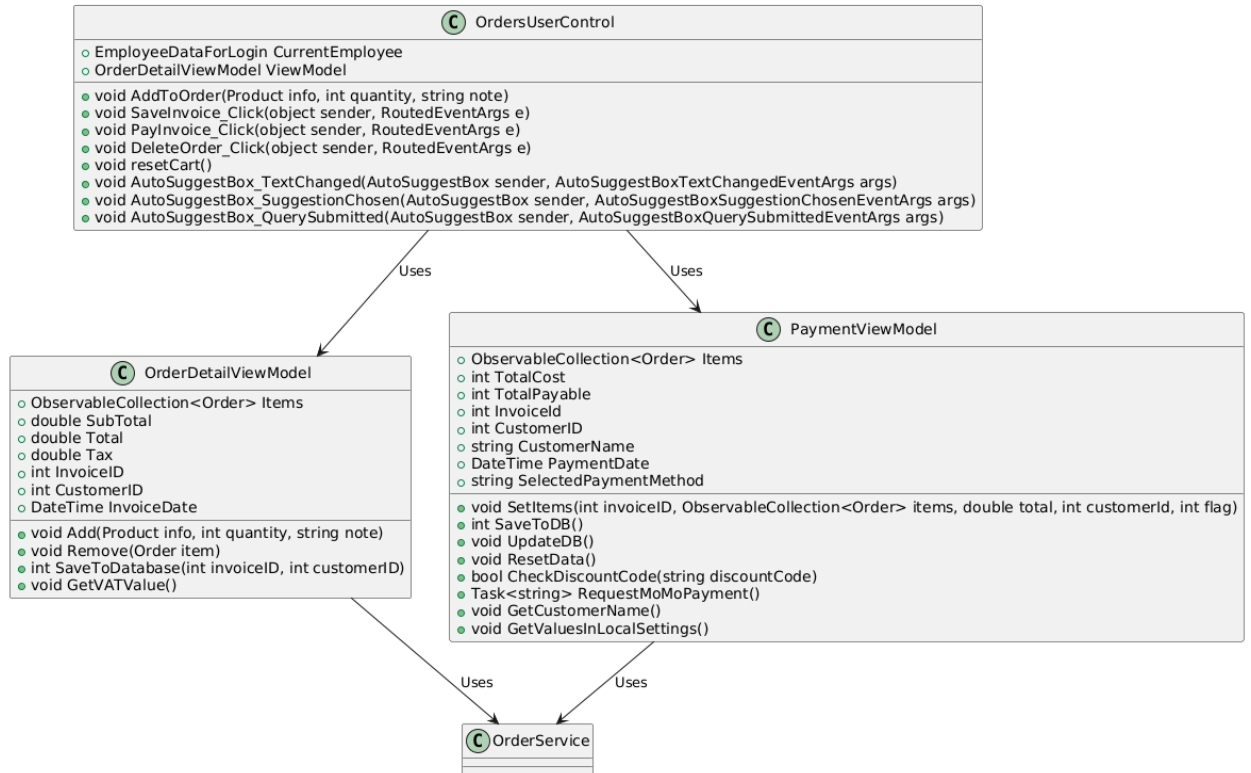 C OrdersUserControl
EmployeeDataForLogin CurrentEmployee
OrderDetailViewModel ViewModel
void AddToOrder(Product info, int quantity, string note)
void SaveInvoice_Click(object sender, RoutedEventArgs e)
void PayInvoice_Click(object sender, RoutedEventArgs e)
void DeleteOrder_Click(object sender, RoutedEventArgs e)
void resetCart()
void AutoSuggestBox_TextChanged(AutoSuggestBox sender, AutoSuggestBoxTextChangedEventArgs args)
void AutoSuggestBox_SuggestionChosen(AutoSuggestBox sender, AutoSuggestBoxSuggestionChosenEventArgs args)
void AutoSuggestBox_QuerySubmitted(AutoSuggestBox sender, AutoSuggestBoxQuerySubmittedEventArgs args)
Uses
Uses
C OrderDetailViewModel
ObservableCollection<Order> Items
double SubTotal
double Total
double Tax
int InvoiceID
int CustomerID
DateTime InvoiceDate
void Add(Product info, int quantity, string note)
void Remove(Order item)
int SaveToDatabase(int invoiceID, int customerID)
void GetVATValue()
C PaymentViewModel
ObservableCollection<Order> Items
int TotalCost
int TotalPayable
int InvoiceId
int CustomerID
string CustomerName
DateTime PaymentDate
string SelectedPaymentMethod
void SetItems(int invoiceID, ObservableCollection<Order> items, double total, int customerId, int flag)
int SaveToDB()
void UpdateDB()
void ResetData()
bool CheckDiscountCode(string discountCode)
Task<string> RequestMoMoPayment()
void GetCustomerName()
void GetValuesInLocalSettings()
Uses
Uses
C OrderService